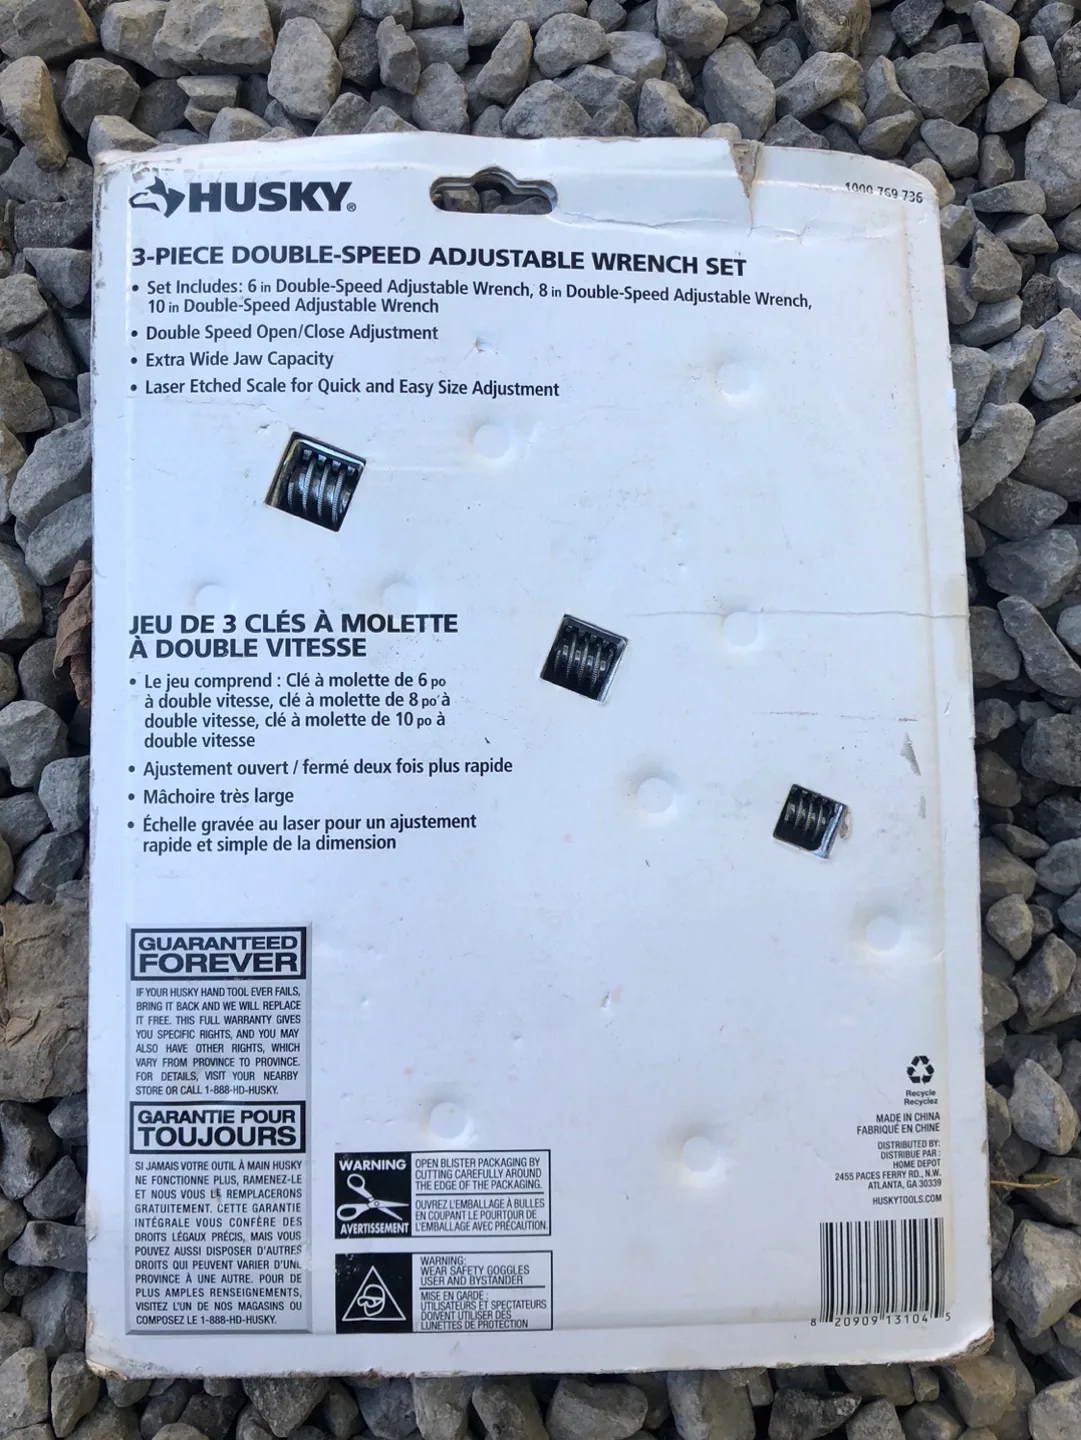 HUSKY®
1000 769 736
3-PIECE DOUBLE-SPEED ADJUSTABLE WRENCH SET
• Set Includes: 6 in Double-Speed Adjustable Wrench, 8 in Double-Speed Adjustable Wrench,
10 in Double-Speed Adjustable Wrench
• Double Speed Open/Close Adjustment
• Extra Wide Jaw Capacity
• Laser Etched Scale for Quick and Easy Size Adjustment
JEU DE 3 CLÉS À MOLETTE
À DOUBLE VITESSE
• Le jeu comprend : Clé à molette de 6 po
à double vitesse, clé à molette de 8 po à
double vitesse, clé à molette de 10 po à
double vitesse
• Ajustement ouvert / fermé deux fois plus rapide
• Mâchoire très large
• Échelle gravée au laser pour un ajustement
rapide et simple de la dimension
GUARANTEED
FOREVER
IF YOUR HUSKY HAND TOOL EVER FAILS,
BRING IT BACK AND WE WILL REPLACE
IT FREE. THIS FULL WARRANTY GIVES
YOU SPECIFIC RIGHTS, AND YOU MAY
ALSO HAVE OTHER RIGHTS, WHICH
VARY FROM PROVINCE TO PROVINCE.
FOR DETAILS, VISIT YOUR NEARBY
STORE OR CALL 1-888-HD-HUSKY.
GARANTIE POUR
TOUJOURS
SI JAMAIS VOTRE OUTIL À MAIN HUSKY
NE FONCTIONNE PLUS, RAMENEZ-LE
ET NOUS VOUS LE REMPLACERONS
GRATUITEMENT. CETTE GARANTIE
INTÉGRALE VOUS CONFÈRE DES
DROITS LÉGAUX PRÉCIS, MAIS VOUS
POUVEZ AUSSI DISPOSER D'AUTRES
DROITS QUI PEUVENT VARIER D'UNE
PROVINCE À UNE AUTRE. POUR DE
PLUS AMPLES RENSEIGNEMENTS,
VISITEZ L'UN DE NOS MAGASINS OU
COMPOSEZ LE 1-888-HD-HUSKY.
WARNING
AVERTISSEMENT
OPEN BLISTER PACKAGING BY
CUTTING CAREFULLY AROUND
THE EDGE OF THE PACKAGING.
OUVREZ L'EMBALLAGE À BULLES
EN COUPANT LE POURTOUR DE
L'EMBALLAGE AVEC PRÉCAUTION.
WARNING:
WEAR SAFETY GOGGLES
USER AND BYSTANDER
MISE EN GARDE :
UTILISATEURS ET SPECTATEURS
DOIVENT UTILISER DES
LUNETTES DE PROTECTION
Recycle
Recyclez
MADE IN CHINA
FABRIQUÉ EN CHINE
DISTRIBUTED BY:
DISTRIBUE PAR :
HOME DEPOT
2455 PACES FERRY RD., N.W.
ATLANTA, GA 30339
HUSKYTOOLS.COM
8 20909 13104 5